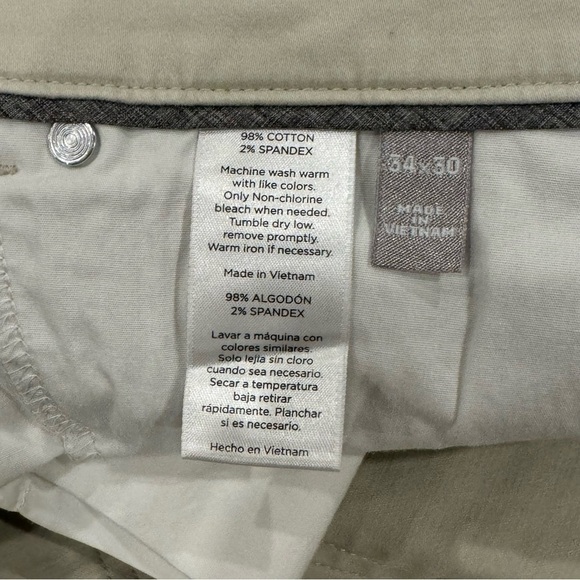 98% COTTON
2% SPANDEX
Machine wash warm
with like colors.
Only Non-chlorine
bleach when needed.
Tumble dry low.
remove promptly.
Warm iron if necessary.
Made in Vietnam
98% ALGODÓN
2% SPANDEX
Lavar a máquina con
colores similares.
Solo lejía sin cloro
cuando sea necesario.
Secar a temperatura
baja retirar
rápidamente. Planchar
si es necesario.
Hecho en Vietnam
34x30
MADE
IN
VIETNAM